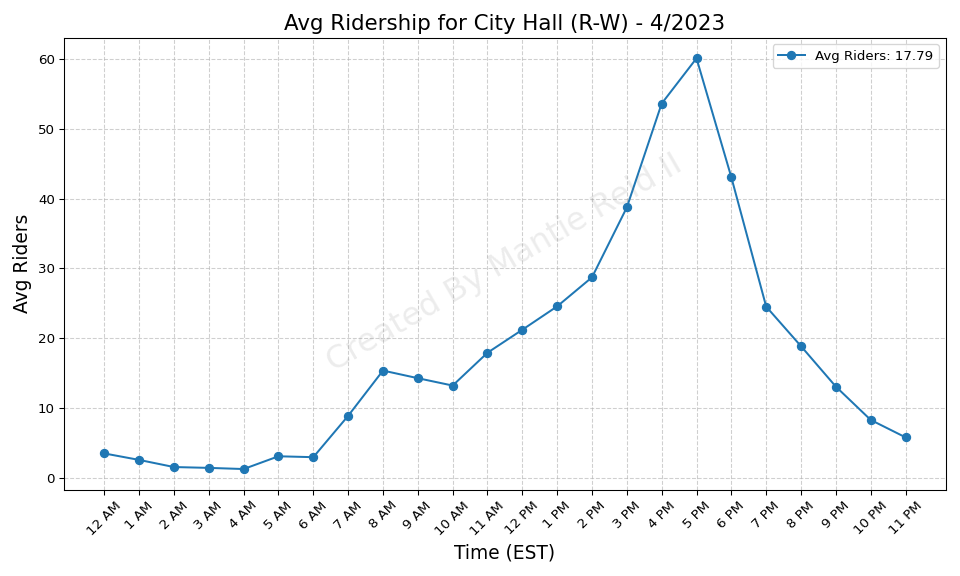 Avg Ridership for City Hall (R-W) - 4/2023
Avg Riders: 17.79
60
50
40
30
20
10
0
Avg Riders
Created By Mantie Reid II
12 AM
1 AM
2 AM
3 AM
4 AM
5 AM
6 AM
7 AM
8 AM
9 AM
10 AM
11 AM
12 PM
1 PM
2 PM
3 PM
4 PM
5 PM
6 PM
7 PM
8 PM
9 PM
10 PM
11 PM
Time (EST)